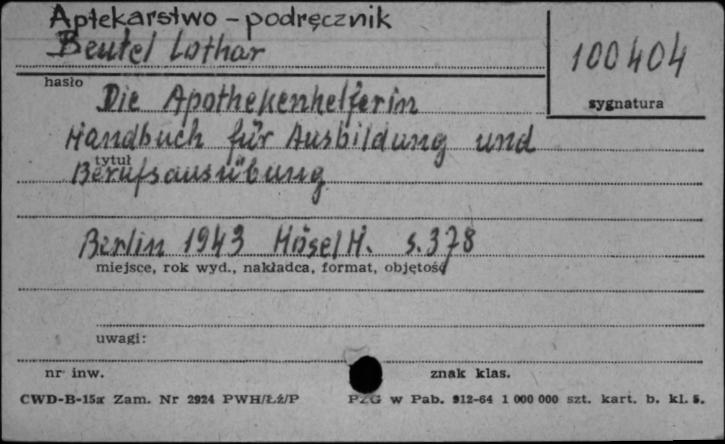 Aptekarstwo - podręcznik
Beutel Lothar
100404
hasło
sygnatura
Die Apothekenhelferin
Handbuch für Ausbildung und
tytuł
Berufsausübung
Berlin 1943 Hösel H. s. 378
miejsce, rok wyd., nakładca, format, objętość
uwagi:
nr inw.
znak klas.
CWD-B-15a Zam. Nr 2924 PWH/Łź/P PZG w Pab. 912-64 1 000 000 szt. kart. b. kl. 5.